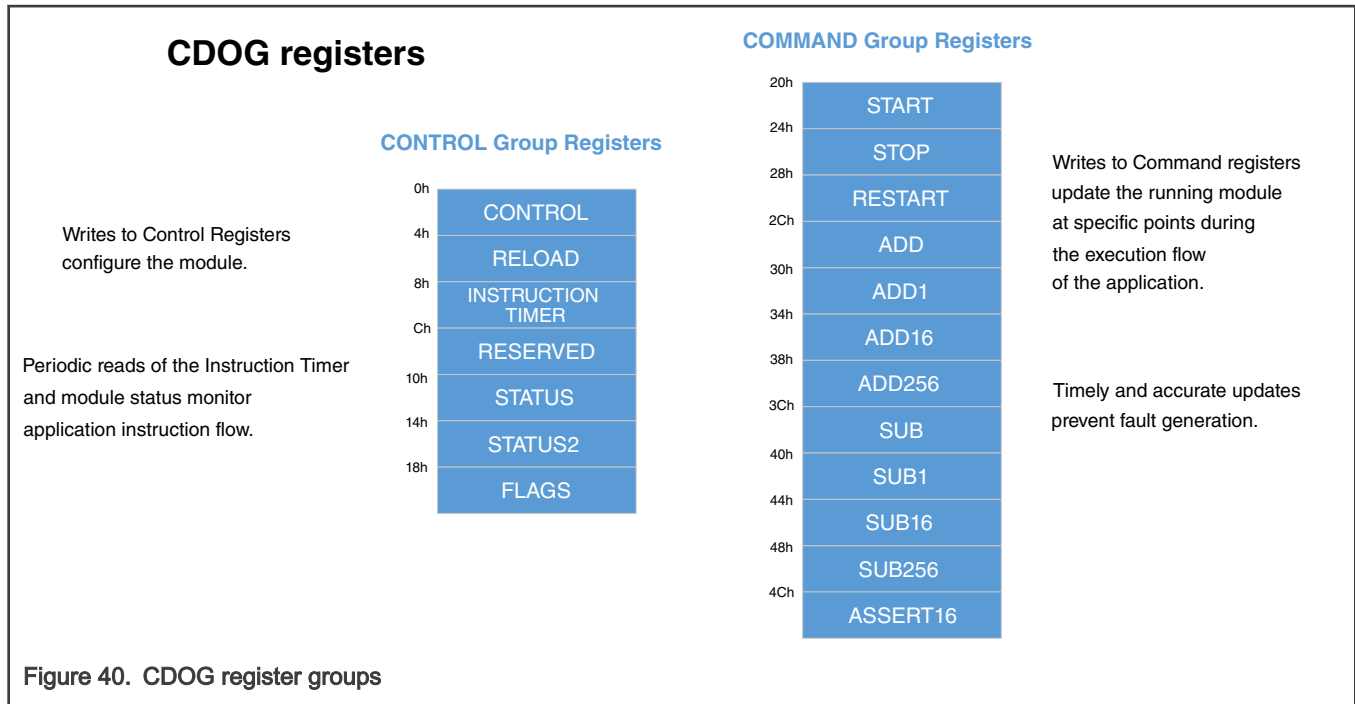 CDOG registers
CONTROL Group Registers
0h
CONTROL
4h
RELOAD
8h
INSTRUCTION
TIMER
Ch
RESERVED
10h
STATUS
14h
STATUS2
18h
FLAGS
Writes to Control Registers
configure the module.
Periodic reads of the Instruction Timer
and module status monitor
application instruction flow.
COMMAND Group Registers
20h
START
24h
STOP
28h
RESTART
2Ch
ADD
30h
ADD1
34h
ADD16
38h
ADD256
3Ch
SUB
40h
SUB1
44h
SUB16
48h
SUB256
4Ch
ASSERT16
Writes to Command registers
update the running module
at specific points during
the execution flow
of the application.
Timely and accurate updates
prevent fault generation.
Figure 40. CDOG register groups